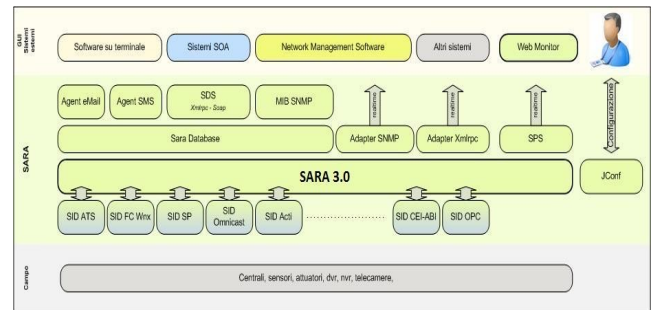 GUI
Sistemi
esterni
Software su terminale
Sistemi SOA
Network Management Software
Altri sistemi
Web Monitor
SARA
Agent eMail
Agent SMS
SDS
Xmlrpc - Soap
MIB SNMP
realtime
realtime
realtime
Configurazione
Sara Database
Adapter SNMP
Adapter Xmlrpc
SPS
SARA 3.0
JConf
SID ATS
SID FC Wnx
SID SP
SID
Omnicast
SID Acti
SID CEI-ABI
SID OPC
Campo
Centrali, sensori, attuatori, dvr, nvr, telecamere,